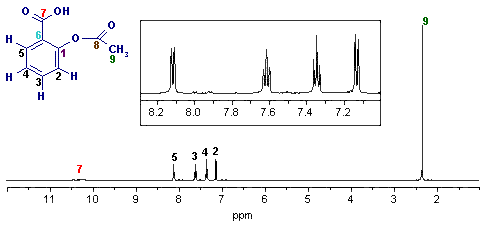 O OH
7
O O
6
8
5 1 CH3
H 9
4 2
3
H H
H
8.2 8.0 7.8 7.6 7.4 7.2
9
7 5 3 4 2
11 10 9 8 7 6 5 4 3 2
ppm